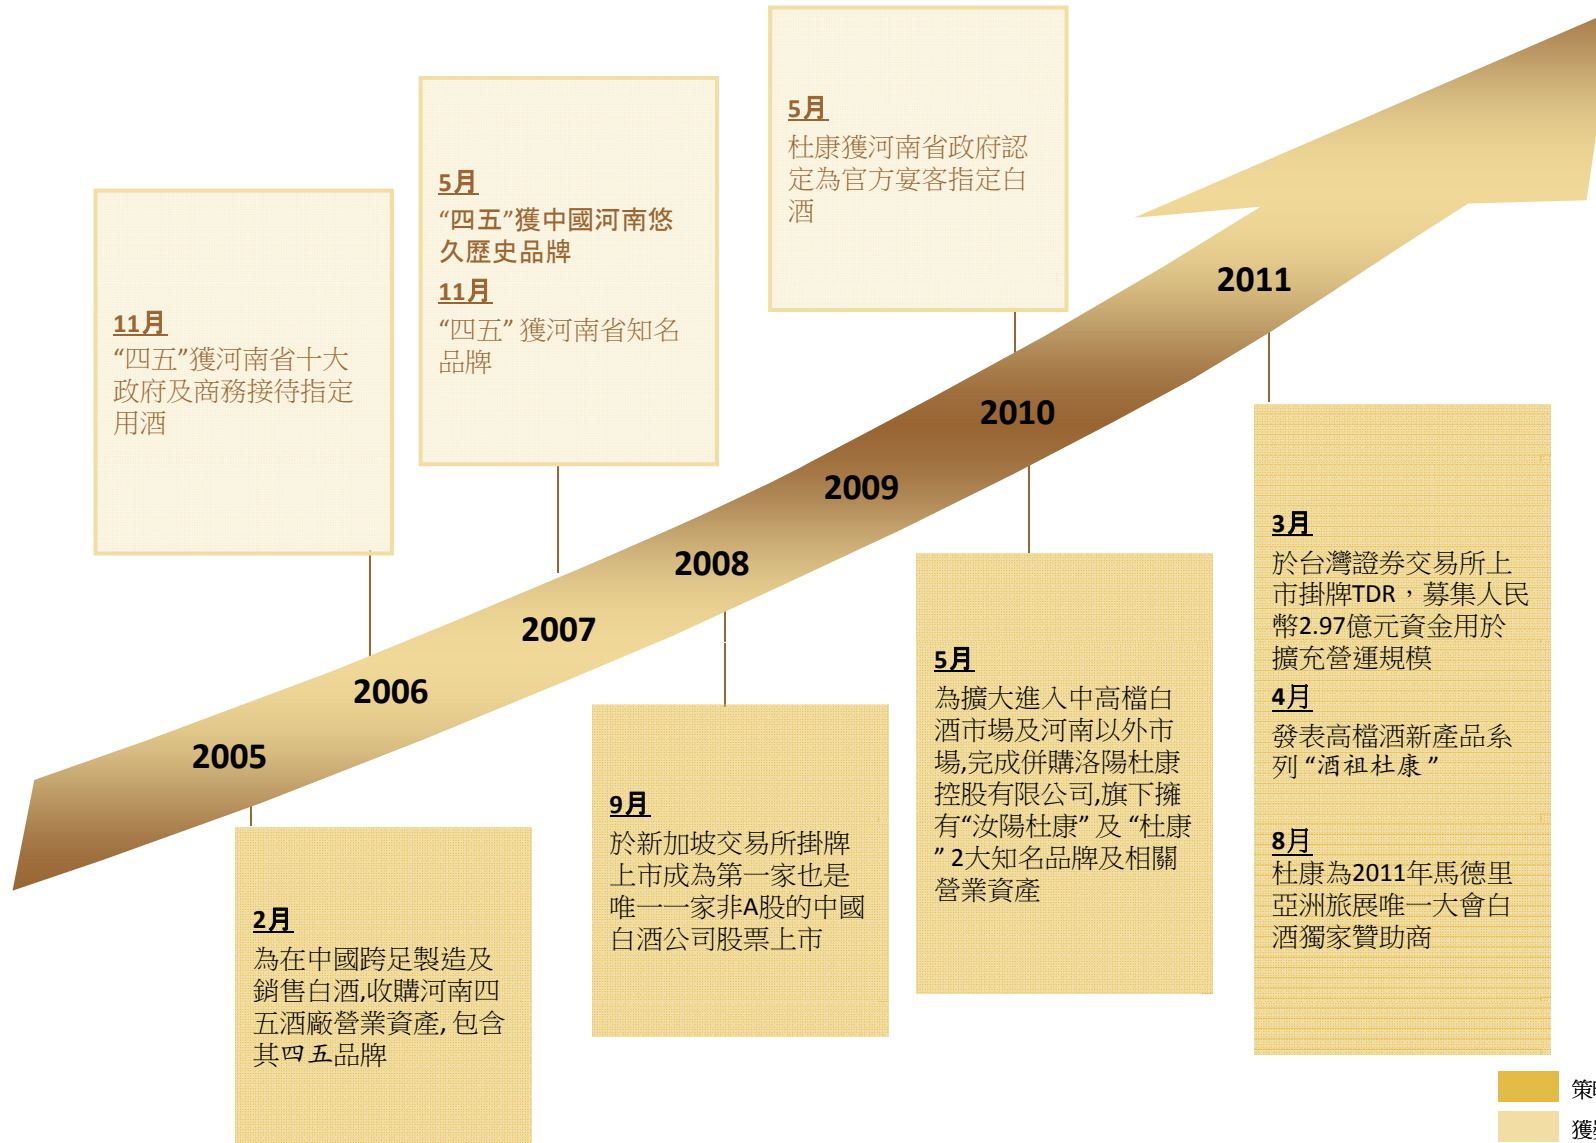 11月
“四五”獲河南省十大
政府及商務接待指定
用酒
5月
“四五”獲中國河南悠
久歷史品牌
11月
“四五” 獲河南省知名
品牌
5月
杜康獲河南省政府認
定為官方宴客指定白
酒
2005
2006
2007
2008
2009
2010
2011
2月
為在中國跨足製造及
銷售白酒,收購河南四
五酒廠營業資產, 包含
其四五品牌
9月
於新加坡交易所掛牌
上市成為第一家也是
唯一一家非A股的中國
白酒公司股票上市
5月
為擴大進入中高檔白
酒市場及河南以外市
場,完成併購洛陽杜康
控股有限公司,旗下擁
有“汝陽杜康” 及 “杜康
” 2大知名品牌及相關
營業資產
3月
於台灣證券交易所上
市掛牌TDR，募集人民
幣2.97億元資金用於
擴充營運規模
4月
發表高檔酒新產品系
列 “酒祖杜康 ”
8月
杜康為2011年馬德里
亞洲旅展唯一大會白
酒獨家贊助商
策
獲